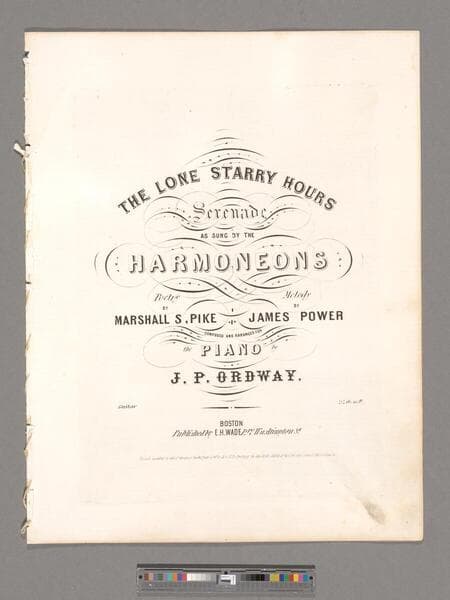 THE LONE STARRY HOURS
Serenade
AS SUNG BY THE
HARMONEONS
Poetry Melody
BY BY
MARSHALL S. PIKE & JAMES POWER
COMPOSED AND ARRANGED FOR
the PIANO by
J. P. ORDWAY.
Guitar
BOSTON
Published by E. H. WADE 197 Washington St